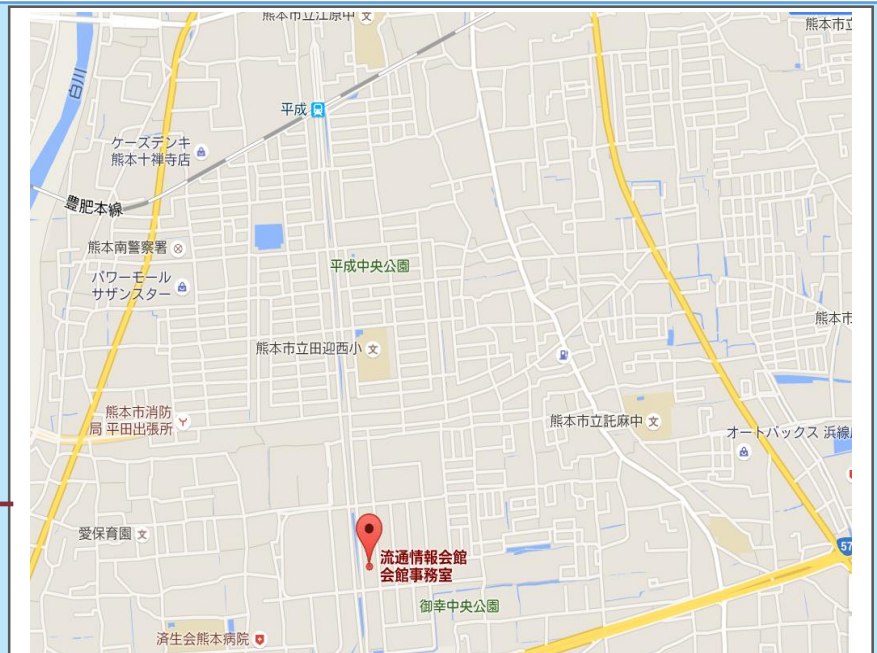 熊本市立江原中
熊本市立
白川
平成
ケーズデンキ
熊本十禅寺店
豊肥本線
熊本南警察署
パワーモール
サザンスター
平成中央公園
熊本市
熊本市立田迎西小
熊本市消防
局 平田出張所
熊本市立託麻中
オートバックス 浜線
愛保育園
流通情報会館
会館事務室
57
御幸中央公園
済生会熊本病院